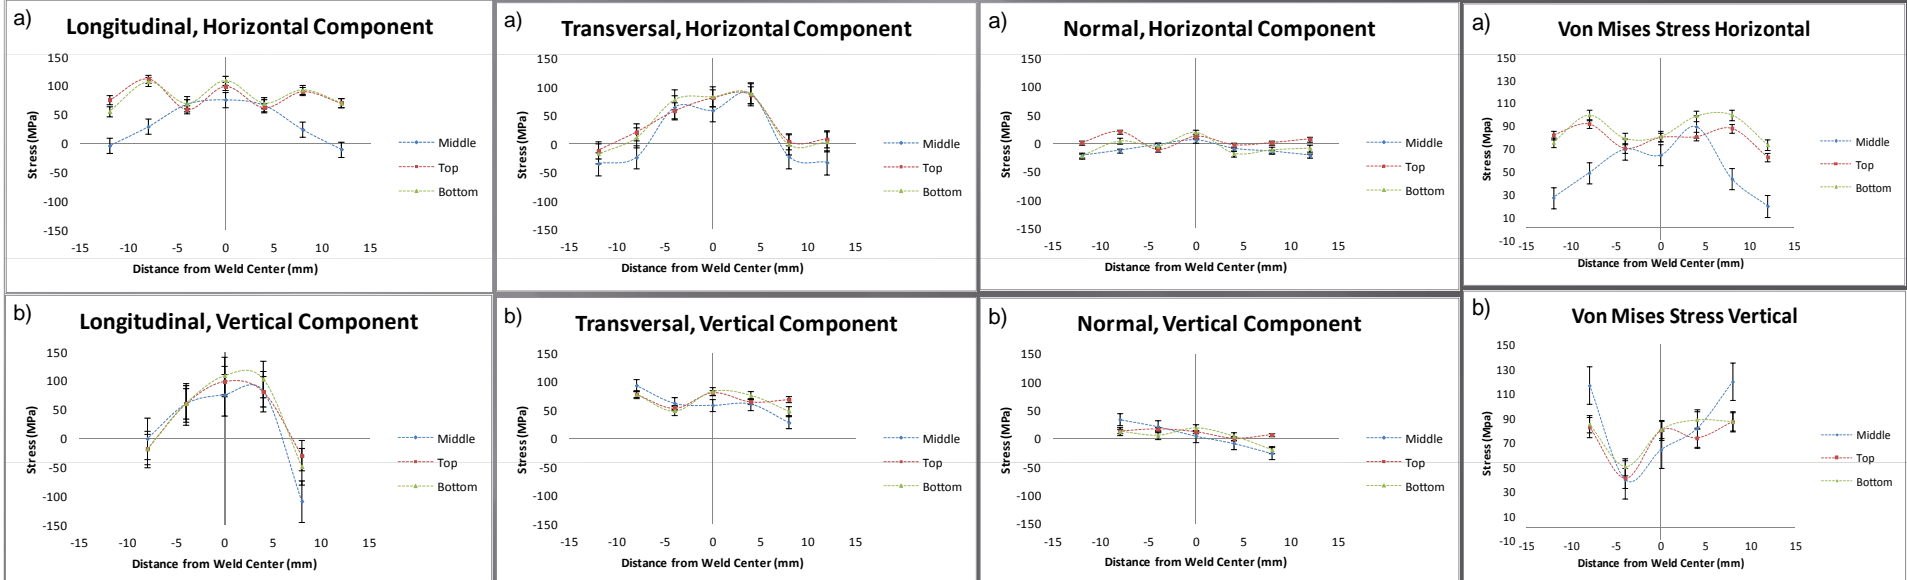 a)
Longitudinal, Horizontal Component
150
100
50
0
-50
-100
-150
Stress (MPa)
-15 -10 -5 0 5 10 15
Distance from Weld Center (mm)
Middle
Top
Bottom
a)
Transversal, Horizontal Component
150
100
50
0
-50
-100
-150
Stress (MPa)
-15 -10 -5 0 5 10 15
Distance from Weld Center (mm)
Middle
Top
Bottom
a)
Normal, Horizontal Component
150
100
50
0
-50
-100
-150
Stress (MPa)
-15 -10 -5 0 5 10 15
Distance from Weld Center (mm)
Middle
Top
Bottom
a)
Von Mises Stress Horizontal
150
130
110
90
70
50
30
10
-10
Stress (Mpa)
-15 -10 -5 0 5 10 15
Distance from Weld Center (mm)
Middle
Top
Bottom
b)
Longitudinal, Vertical Component
150
100
50
0
-50
-100
-150
Stress (MPa)
-15 -10 -5 0 5 10 15
Distance from Weld Center (mm)
Middle
Top
Bottom
b)
Transversal, Vertical Component
150
100
50
0
-50
-100
-150
Stress (MPa)
-15 -10 -5 0 5 10 15
Distance from Weld Center (mm)
Middle
Top
Bottom
b)
Normal, Vertical Component
150
100
50
0
-50
-100
-150
Stress (MPa)
-15 -10 -5 0 5 10 15
Distance from Weld Center (mm)
Middle
Top
Bottom
b)
Von Mises Stress Vertical
150
130
110
90
70
50
30
10
-10
Stress (Mpa)
-15 -10 -5 0 5 10 15
Distance from Weld Center (mm)
Middle
Top
Bottom